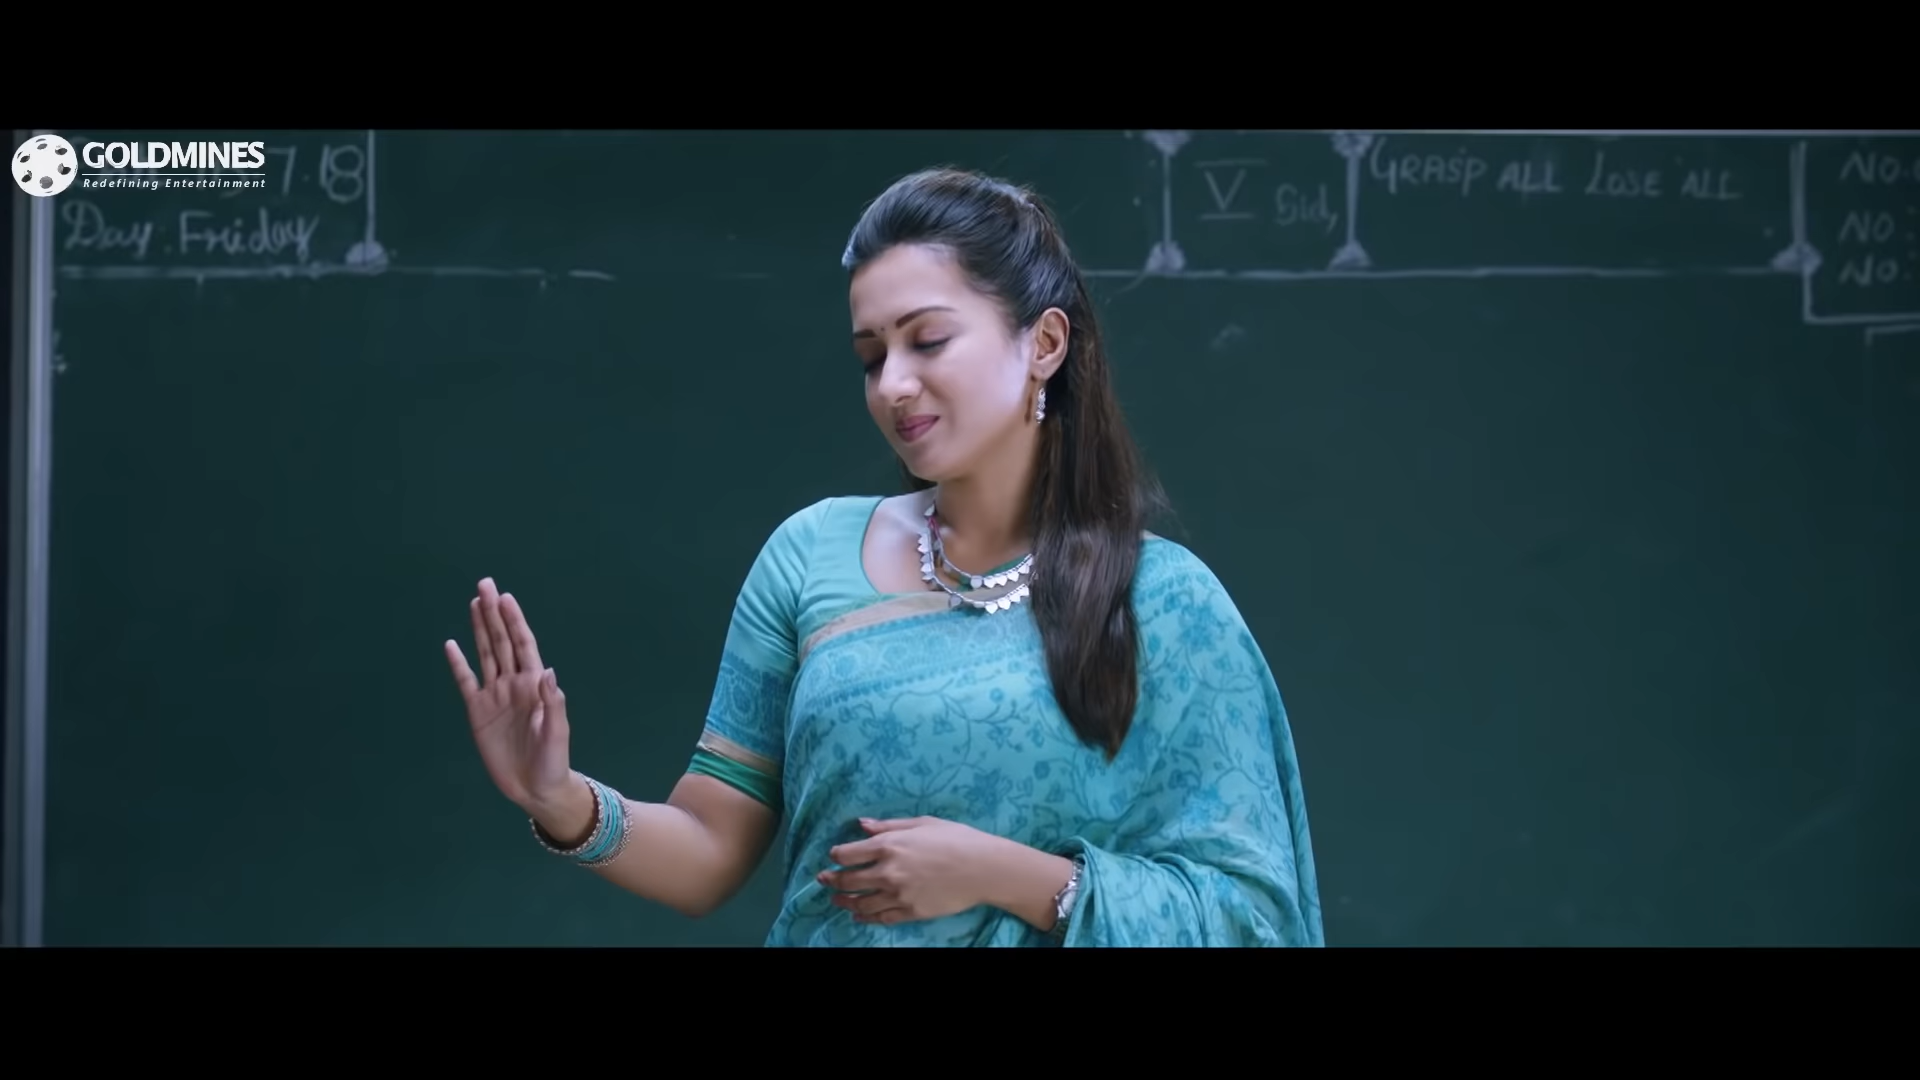 GOLDMINES
Redefining Entertainment
7.18
Day: Friday
V Std,
GRASP ALL LOSE ALL
NO.
NO :
NO.